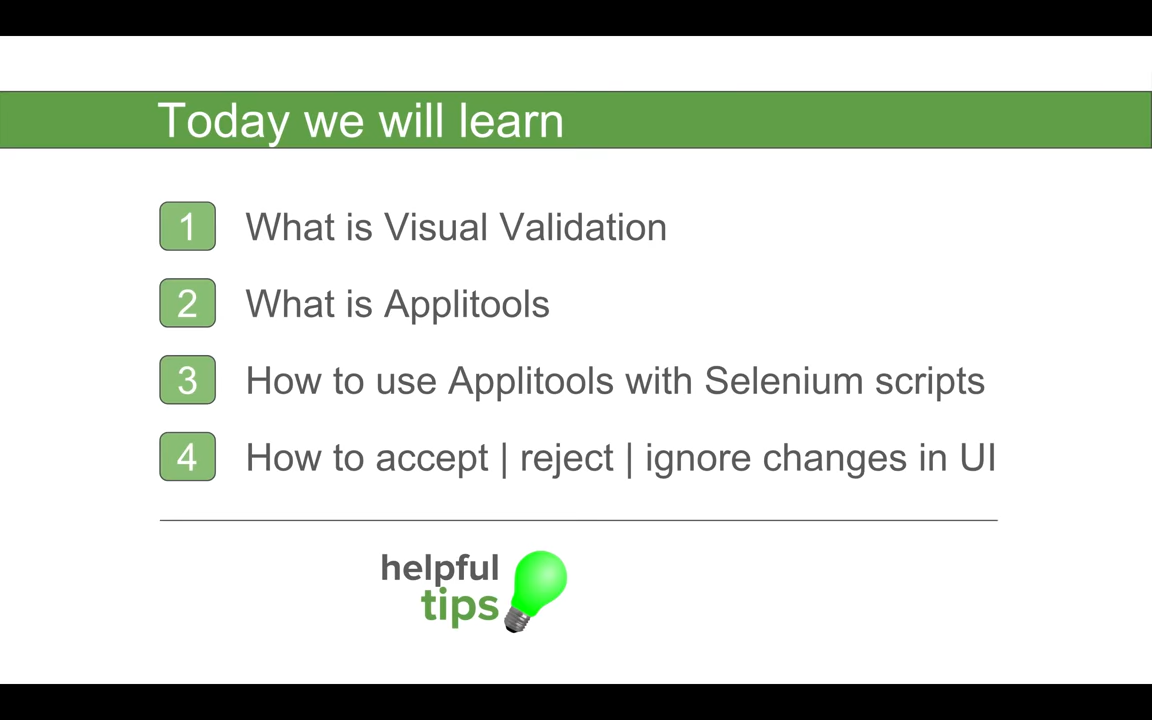 Today we will learn
1 What is Visual Validation
2 What is Applitools
3 How to use Applitools with Selenium scripts
4 How to accept | reject | ignore changes in UI
helpful
tips